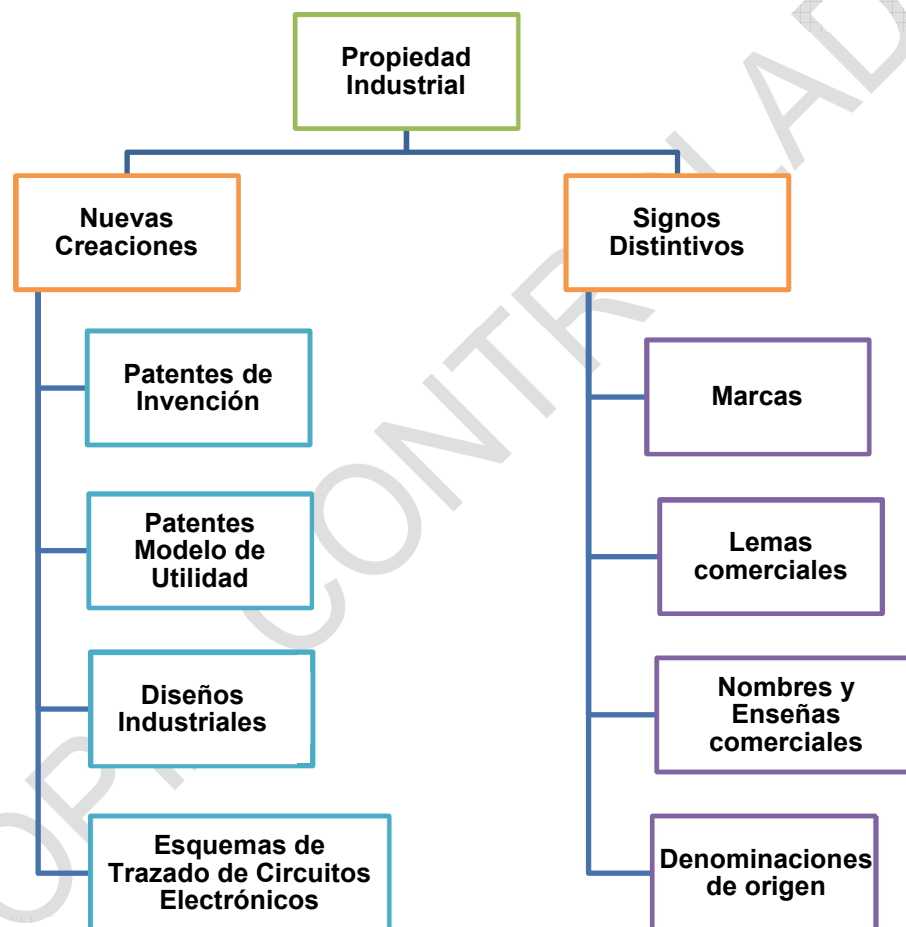 Propiedad
Industrial
Nuevas
Creaciones
Signos
Distintivos
Patentes de
Invención
Marcas
Patentes
Modelo de
Utilidad
Lemas
comerciales
Diseños
Industriales
Nombres y
Enseñas
comerciales
Esquemas de
Trazado de Circuitos
Electrónicos
Denominaciones
de origen